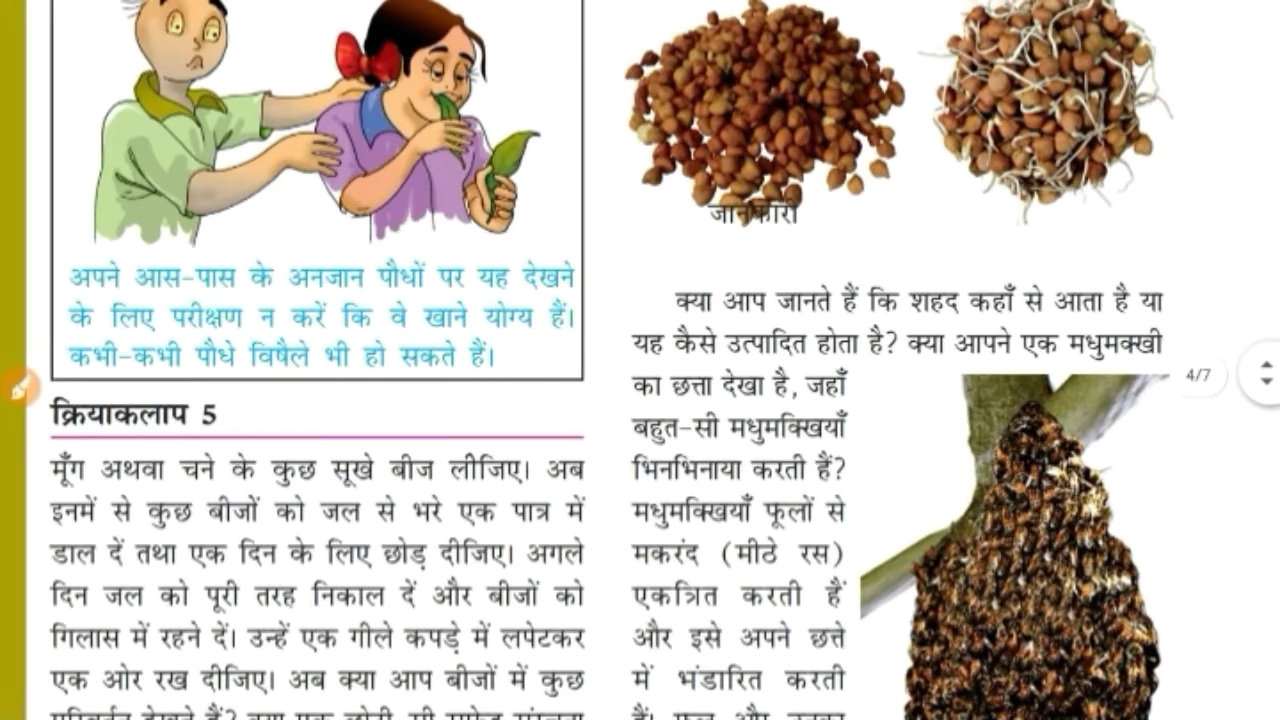 अपने आस-पास के अनजान पौधों पर यह देखने
के लिए परीक्षण न करें कि वे खाने योग्य हैं।
कभी-कभी पौधे विषैले भी हो सकते हैं।
क्रियाकलाप 5
मूँग अथवा चने के कुछ सूखे बीज लीजिए। अब
इनमें से कुछ बीजों को जल से भरे एक पात्र में
डाल दें तथा एक दिन के लिए छोड़ दीजिए। अगले
दिन जल को पूरी तरह निकाल दें और बीजों को
गिलास में रहने दें। उन्हें एक गीले कपड़े में लपेटकर
एक ओर रख दीजिए। अब क्या आप बीजों में कुछ
जानकारी
क्या आप जानते हैं कि शहद कहाँ से आता है या
यह कैसे उत्पादित होता है? क्या आपने एक मधुमक्खी
का छत्ता देखा है, जहाँ
बहुत-सी मधुमक्खियाँ
भिनभिनाया करती हैं?
मधुमक्खियाँ फूलों से
मकरंद (मीठे रस)
एकत्रित करती हैं
और इसे अपने छत्ते
में भंडारित करती
4/7